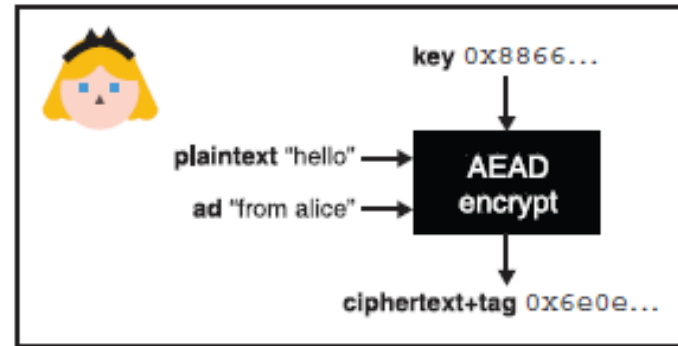 key 0x8866...
plaintext “hello”
AEAD
encrypt
ad “from alice”
ciphertext+tag 0x6e0e...